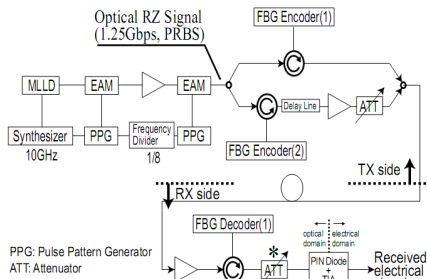 Optical RZ Signal
(1.25Gbps, PRBS)
FBG Encoder(1)
MLLD
EAM
EAM
Delay Line
ATT
Synthesizer
PPG
Frequency
Divider
PPG
10GHz
1/8
FBG Encoder(2)
TX side
RX side
FBG Decoder(1)
optical
domain
electrical
domain
PPG: Pulse Pattern Generator
ATT: Attenuator
*
ATT
PIN Diode
+
TIA
Received
electrical